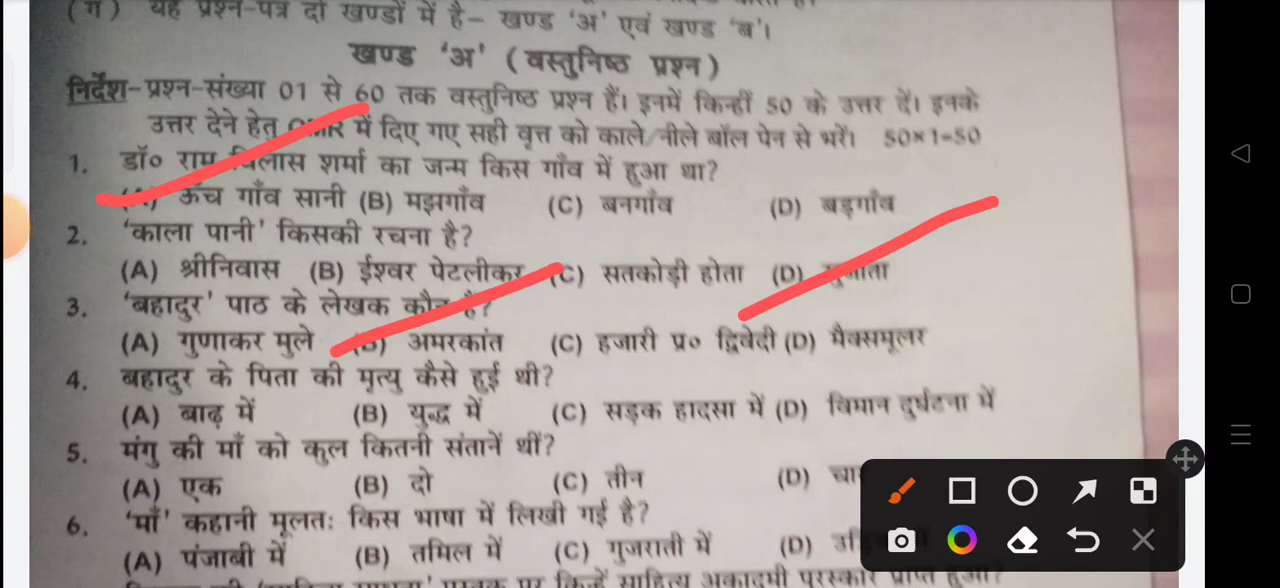 (ग) यह प्रश्न-पत्र दो खण्डों में है– खण्ड 'अ' एवं खण्ड 'ब'।
खण्ड 'अ' (वस्तुनिष्ठ प्रश्न)
निर्देश–प्रश्न-संख्या 01 से 60 तक वस्तुनिष्ठ प्रश्न हैं। इनमें किन्हीं 50 के उत्तर दें। इनके
उत्तर देने हेतु OMR में दिए गए सही वृत्त को काले/नीले बॉल पेन से भरें। 50×1=50
1. डॉ० राम विलास शर्मा का जन्म किस गाँव में हुआ था?
(A) ऊँच गाँव सानी (B) मझगाँव (C) बनगाँव (D) बड़गाँव
2. 'काला पानी' किसकी रचना है?
(A) श्रीनिवास (B) ईश्वर पेटलीकर (C) सतकोड़ी होता (D) सुजाता
3. 'बहादुर' पाठ के लेखक कौन है?
(A) गुणाकर मुले (B) अमरकांत (C) हजारी प्र० द्विवेदी (D) मैक्समूलर
4. बहादुर के पिता की मृत्यु कैसे हुई थी?
(A) बाढ़ में (B) युद्ध में (C) सड़क हादसा में (D) विमान दुर्घटना में
5. मंगु की माँ को कुल कितनी संतानें थीं?
(A) एक (B) दो (C) तीन (D)
6. 'माँ' कहानी मूलतः किस भाषा में लिखी गई है?
(A) पंजाबी में (B) तमिल में (C) गुजराती में (D)
पर किन्हें साहित्य अकादमी पुरस्कार प्राप्त हुआ?